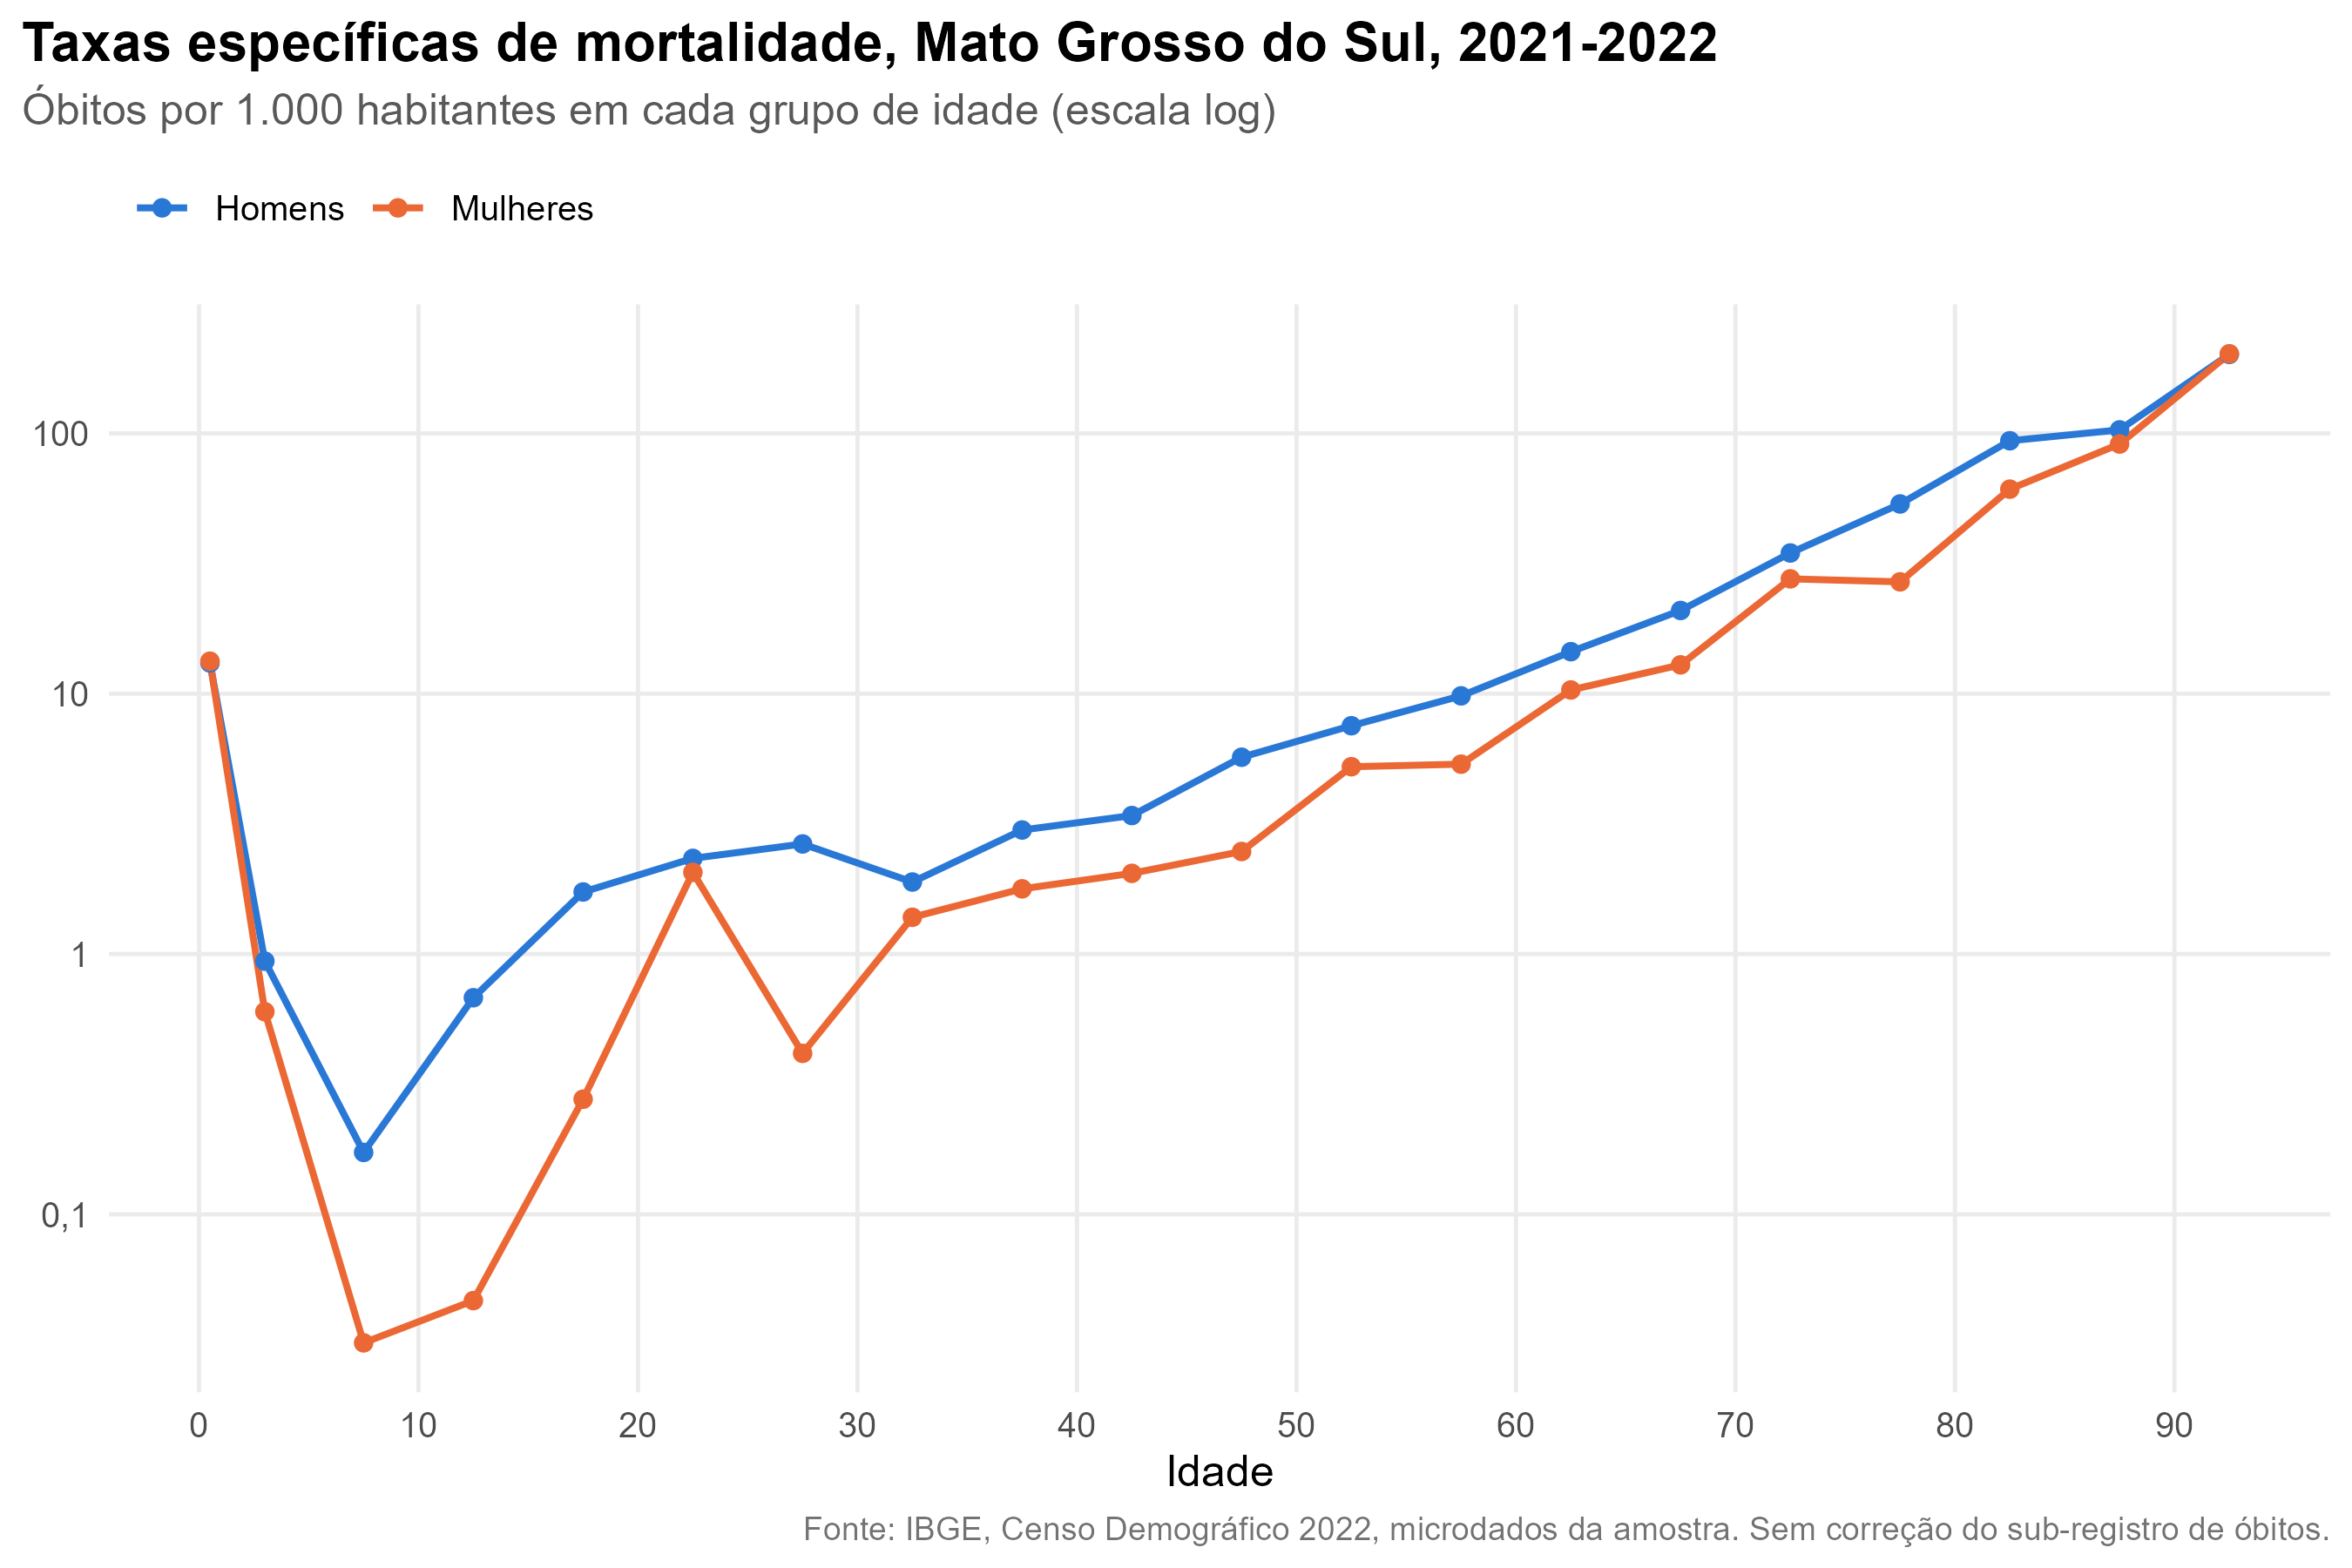 Taxas específicas de mortalidade, Mato Grosso do Sul, 2021-2022
Óbitos por 1.000 habitantes em cada grupo de idade (escala log)
Homens Mulheres
100
10
1
0,1
0 10 20 30 40 50 60 70 80 90
Idade
Fonte: IBGE, Censo Demográfico 2022, microdados da amostra. Sem correção do sub-registro de óbitos.